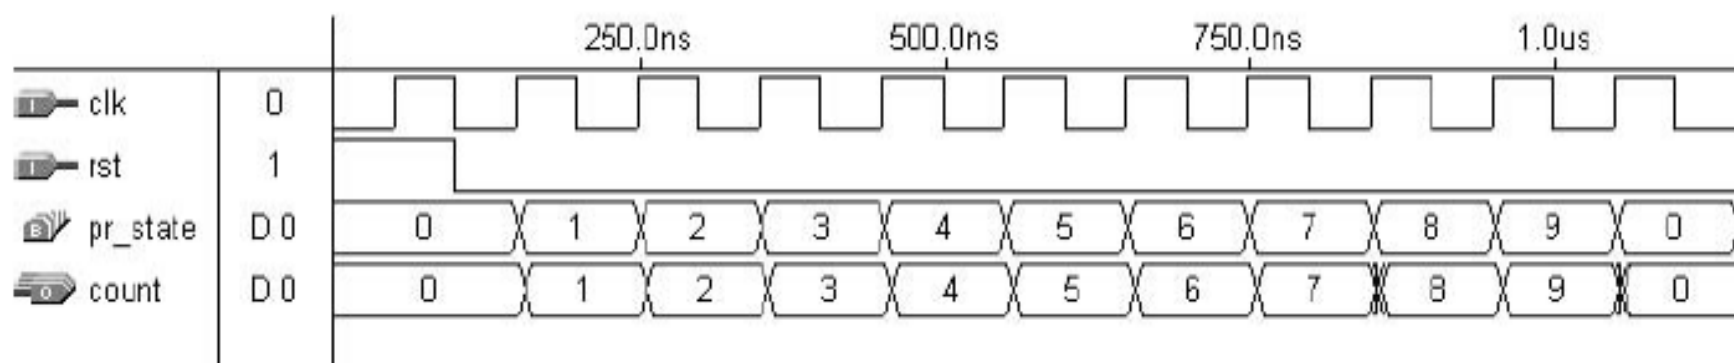 250.0ns 500.0ns 750.0ns 1.0us
I clk 0
I rst 1
B pr_state D 0 0 1 2 3 4 5 6 7 8 9 0
O count D 0 0 1 2 3 4 5 6 7 8 9 0